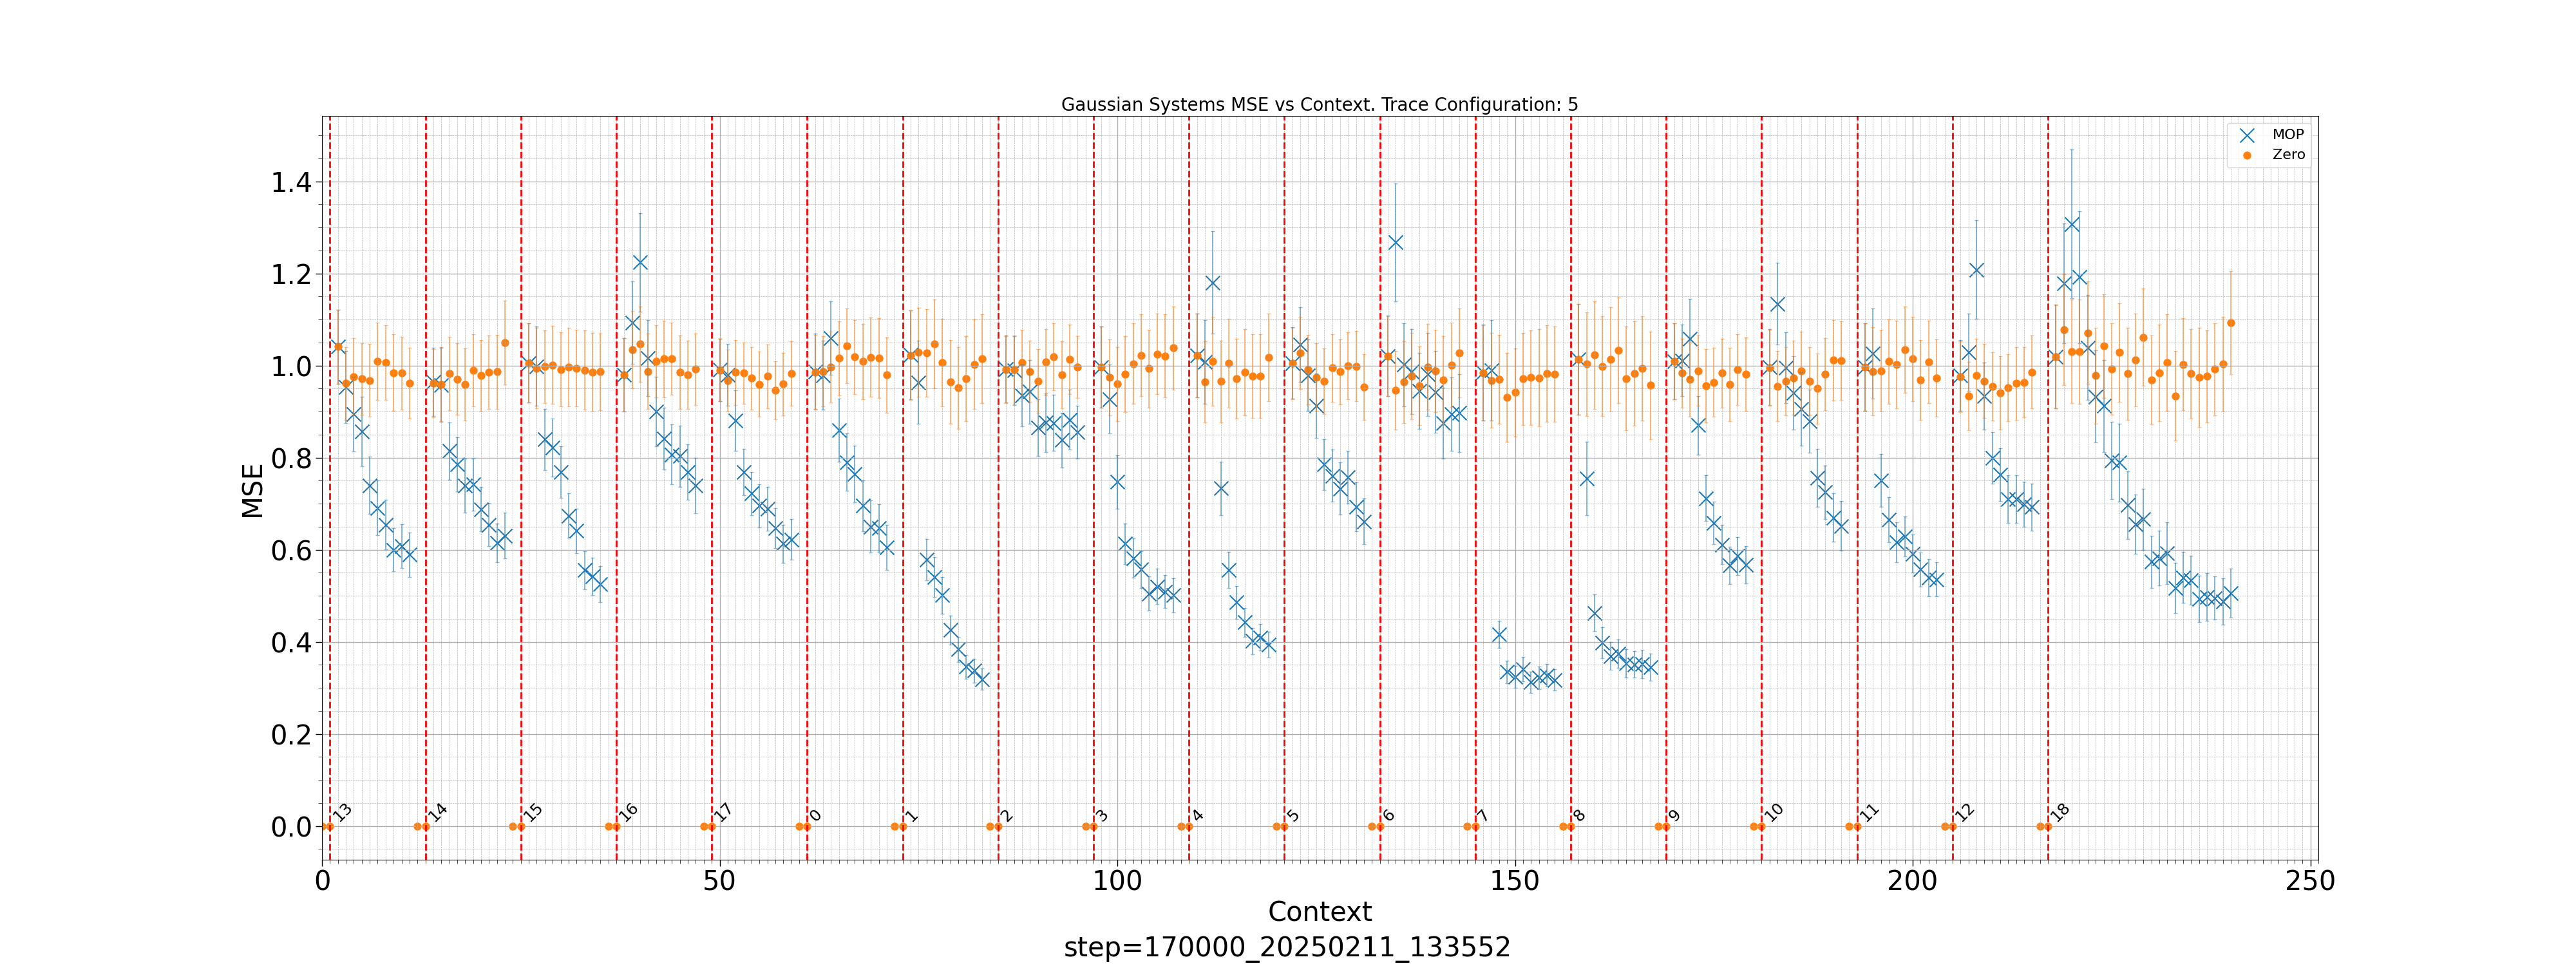 Gaussian Systems MSE vs Context. Trace Configuration: 5
MOP
Zero
MSE
1.4
1.2
1.0
0.8
0.6
0.4
0.2
0.0
13 14 15 16 17 0 1 2 3 4 5 6 7 8 9 10 11 12 18
0 50 100 150 200 250
Context
step=170000_20250211_133552